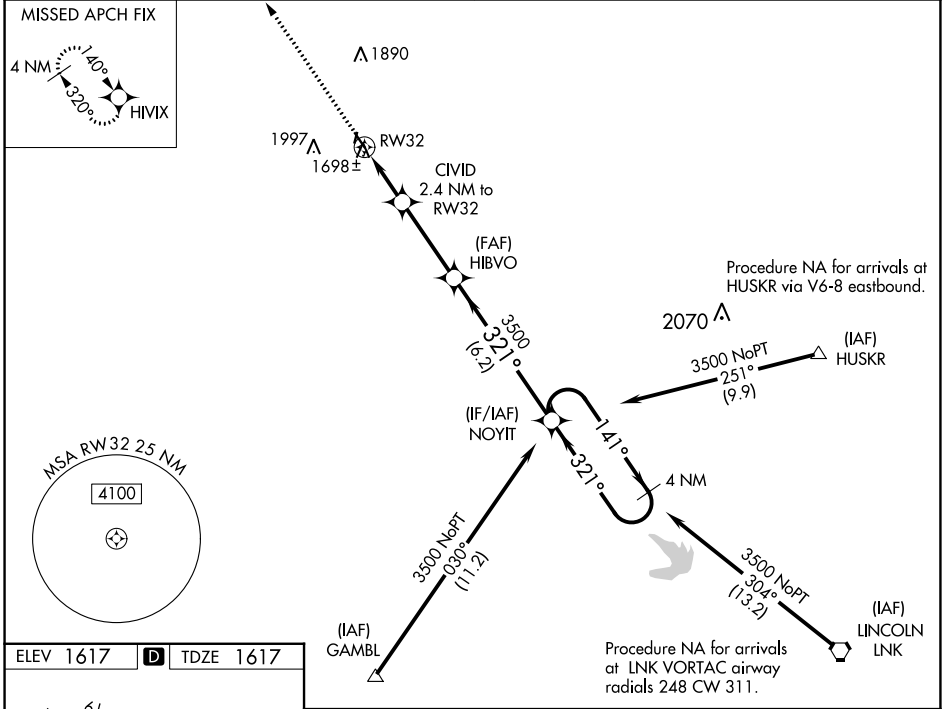 MISSED APCH FIX
4 NM
140°
320°
HIVIX
1890
1997
1698±
RW32
CIVID
2.4 NM to
RW32
(FAF)
HIBVO
Procedure NA for arrivals at
HUSKR via V6-8 eastbound.
2070
(IAF)
HUSKR
3500 NoPT
251°
(9.9)
3500
321°
(6.2)
(IF/IAF)
NOYIT
141°
321°
4 NM
MSA RW32 25 NM
4100
3500 NoPT
030°
(11.2)
3500 NoPT
304°
(13.2)
(IAF)
GAMBL
(IAF)
LINCOLN
LNK
Procedure NA for arrivals
at LNK VORTAC airway
radials 248 CW 311.
ELEV 1617
D
TDZE 1617